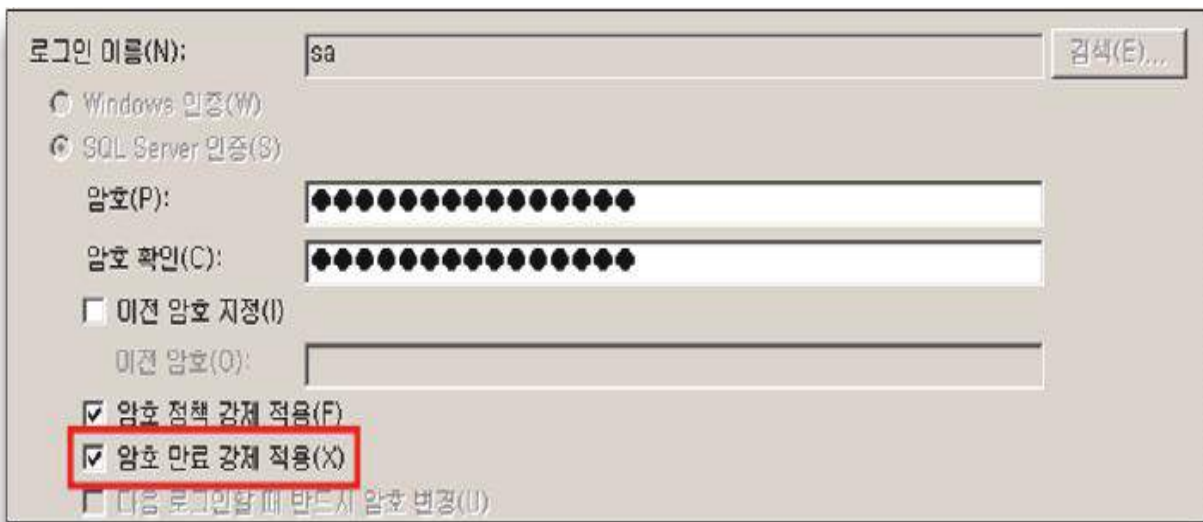 로그인 이름(N): sa 검색(E)...
Windows 인증(W)
SQL Server 인증(S)
암호(P): ●●●●●●●●●●●●●●●
암호 확인(C): ●●●●●●●●●●●●●●●
이전 암호 지정(I)
이전 암호(O):
암호 정책 강제 적용(F)
암호 만료 강제 적용(X)
다음 로그인할 때 반드시 암호 변경(U)